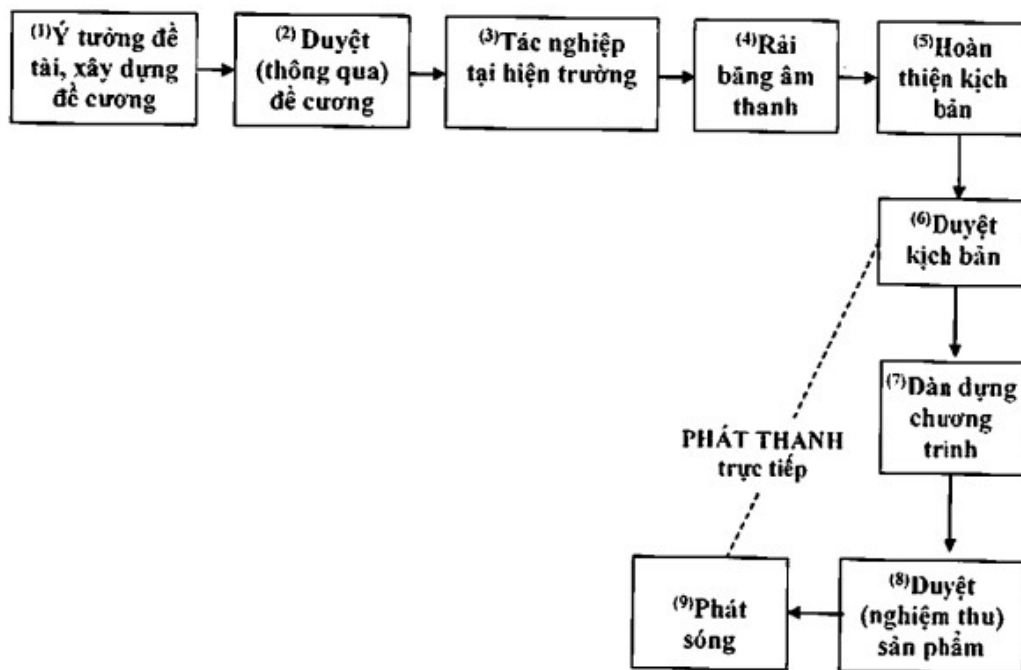 (1)Ý tưởng đề
tài, xây dựng
đề cương
(2) Duyệt
(thông qua)
đề cương
(3)Tác nghiệp
tại hiện trường
(4)Rải
băng âm
thanh
(5)Hoàn
thiện kịch
bản
(6)Duyệt
kịch bản
(7)Dàn dựng
chương
trình
PHÁT THANH
trực tiếp
(8)Duyệt
(nghiệm thu)
sản phẩm
(9)Phát
sóng